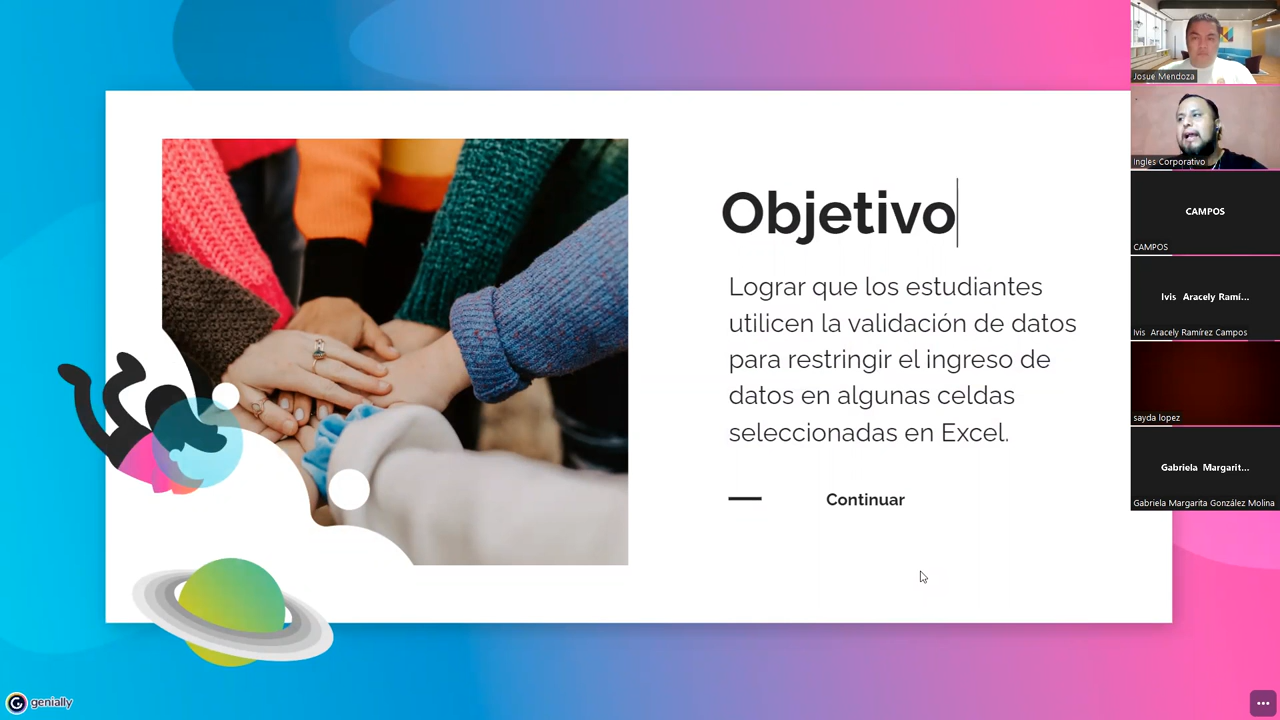 Josue Mendoza
Ingles Corporativo
CAMPOS
CAMPOS
Ivis Aracely Ramí...
Ivis Aracely Ramírez Campos
sayda lopez
Gabriela Margarit...
Gabriela Margarita González Molina
Objetivo
Lograr que los estudiantes
utilicen la validación de datos
para restringir el ingreso de
datos en algunas celdas
seleccionadas en Excel.
Continuar
genially